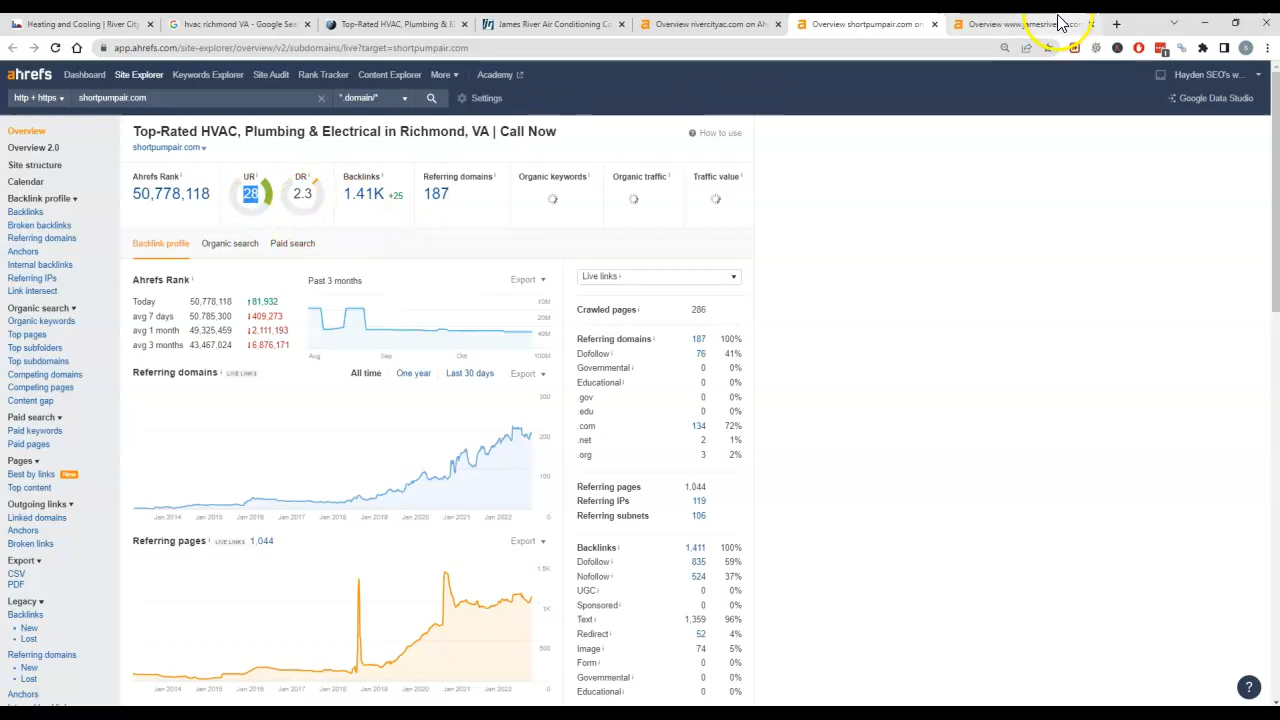 Heating and Cooling | River City
hvac richmond VA - Google Sea
Top-Rated HVAC, Plumbing & E
James River Air Conditioning Co
Overview rivercityac.com on Ah
Overview shortpumpair.com on
Overview www.jamesrive
app.ahrefs.com/site-explorer/overview/v2/subdomains/live?target=shortpumpair.com
ahrefs Dashboard Site Explorer Keywords Explorer Site Audit Rank Tracker Content Explorer More Academy Hayden SEO's w...
http + https shortpumpair.com *.domain/* Settings Google Data Studio
Overview
Overview 2.0
Site structure
Calendar
Backlink profile
Backlinks
Broken backlinks
Referring domains
Anchors
Internal backlinks
Referring IPs
Link intersect
Organic search
Organic keywords
Top pages
Top subfolders
Top subdomains
Competing domains
Competing pages
Content gap
Paid search
Paid keywords
Paid pages
Pages
Best by links New
Top content
Outgoing links
Linked domains
Anchors
Broken links
Export
CSV
PDF
Legacy
Backlinks
New
Lost
Referring domains
New
Lost
Anchors
Top-Rated HVAC, Plumbing & Electrical in Richmond, VA | Call Now
How to use
shortpumpair.com
Ahrefs Rank UR DR Backlinks Referring domains Organic keywords Organic traffic Traffic value
50,778,118 28 2.3 1.41K +25 187
Backlink profile Organic search Paid search
Ahrefs Rank Past 3 months Export
Today 50,778,118 ↑81,932
avg 7 days 50,785,300 ↓409,273
avg 1 month 49,325,459 ↓2,111,193
avg 3 months 43,467,024 ↓6,876,171
10M
20M
40M
100M
Aug Sep Oct
Referring domains LIVE LINKS All time One year Last 30 days Export
300
200
100
0
Jan 2014 Jan 2015 Jan 2016 Jan 2017 Jan 2018 Jan 2019 Jan 2020 Jan 2021 Jan 2022
Referring pages LIVE LINKS 1,044 Export
1.5K
1K
500
0
Jan 2014 Jan 2015 Jan 2016 Jan 2017 Jan 2018 Jan 2019 Jan 2020 Jan 2021 Jan 2022
Live links
Crawled pages 286
Referring domains 187 100%
Dofollow 76 41%
Governmental 0 0%
Educational 0 0%
.gov 0 0%
.edu 0 0%
.com 134 72%
.net 2 1%
.org 3 2%
Referring pages 1,044
Referring IPs 119
Referring subnets 106
Backlinks 1,411 100%
Dofollow 835 59%
Nofollow 524 37%
UGC 0 0%
Sponsored 0 0%
Text 1,359 96%
Redirect 52 4%
Image 74 5%
Form 0 0%
Governmental 0 0%
Educational 0 0%
?